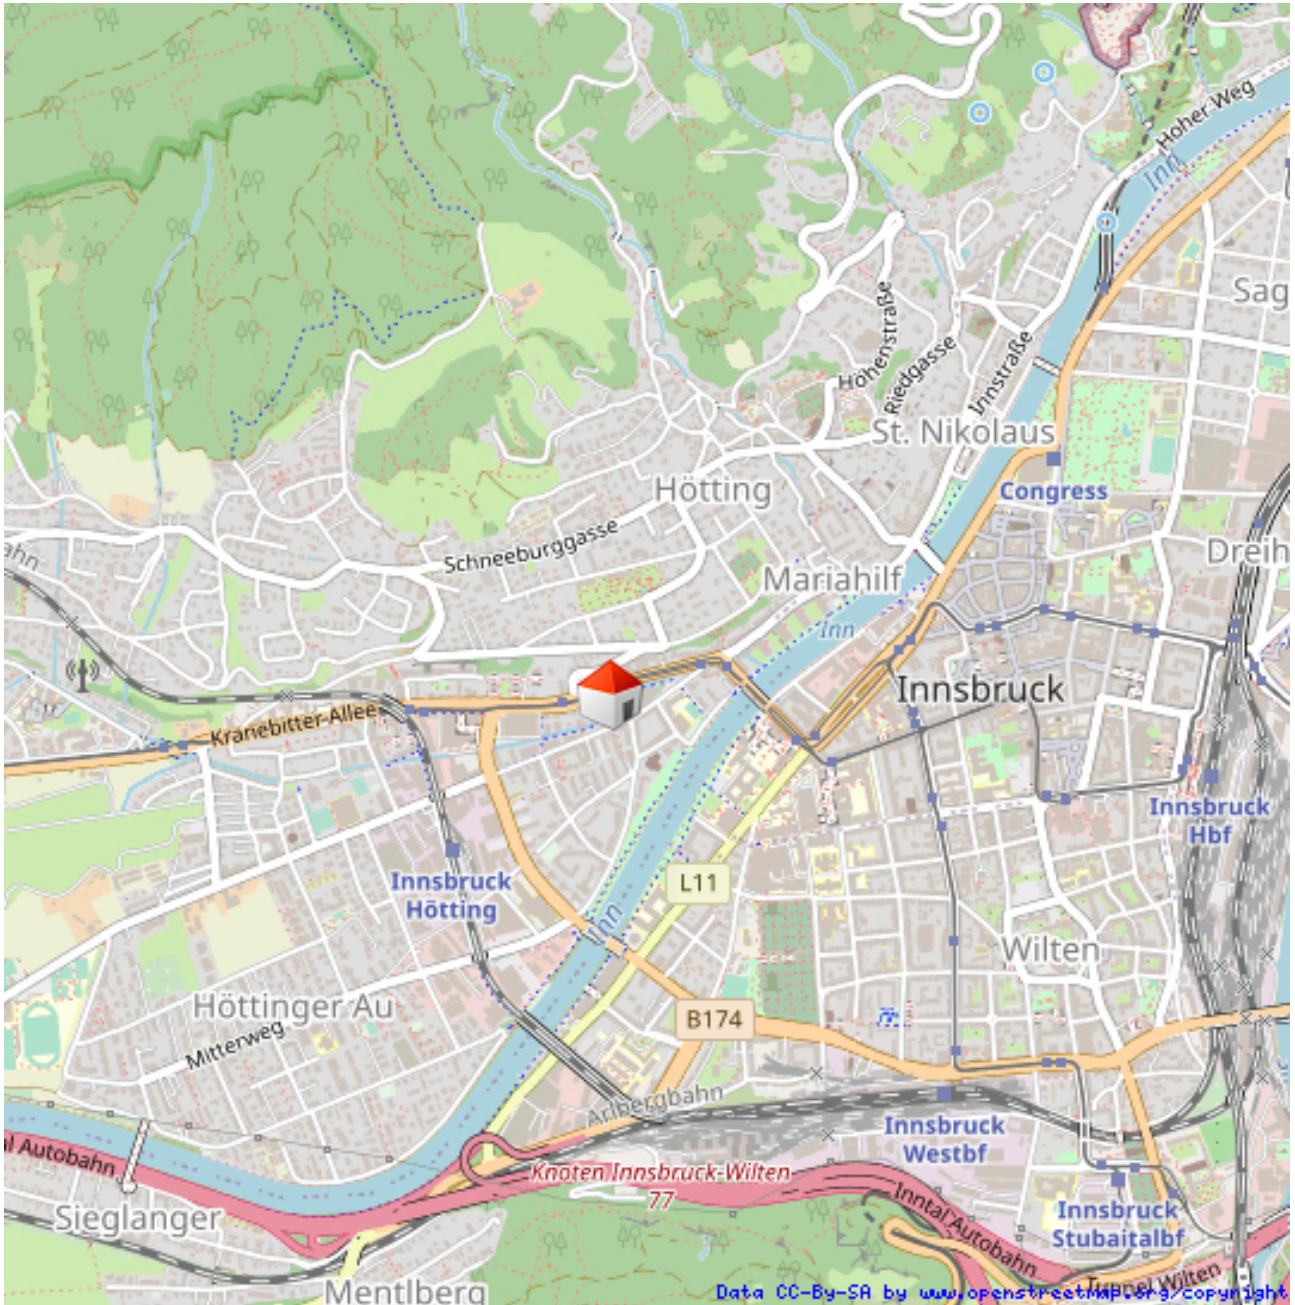 Hoher Weg
Inn
Sag
Höhenstraße
Riedgasse
Innstraße
St. Nikolaus
Hötting
Congress
Schneeburggasse
ahn
Dreih
Mariahilf
Inn
Innsbruck
Kranebitter-Allee
Innsbruck
Hbf
L11
Innsbruck
Hötting
Inn
Wilten
Höttinger Au
B174
Mitterweg
Arlbergbahn
Innsbruck
Westbf
al Autobahn
Knoten Innsbruck-Wilten
77
Inntal Autobahn
Sieglanger
Innsbruck
Stubaitalbf
Mentlberg
Tunnel Wilten
Data CC-By-SA by www.openstreetmap.org/copyright